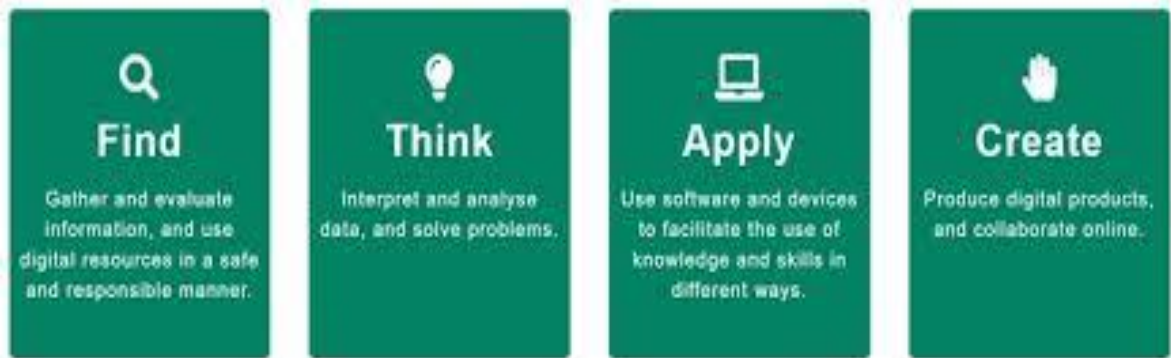 Find
Gather and evaluate
information, and use
digital resources in a safe
and responsible manner.
Think
Interpret and analyse
data, and solve problems.
Apply
Use software and devices
to facilitate the use of
knowledge and skills in
different ways.
Create
Produce digital products,
and collaborate online.